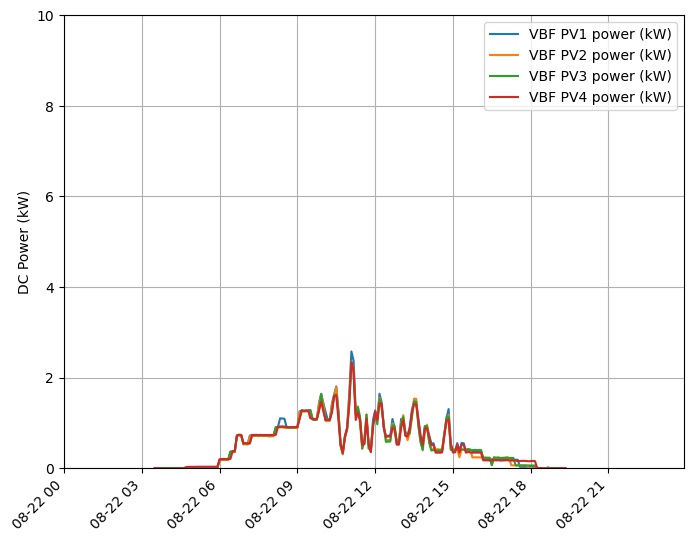 10
VBF PV1 power (kW)
VBF PV2 power (kW)
VBF PV3 power (kW)
VBF PV4 power (kW)
8
6
DC Power (kW)
4
2
0
08-22 00
08-22 03
08-22 06
08-22 09
08-22 12
08-22 15
08-22 18
08-22 21